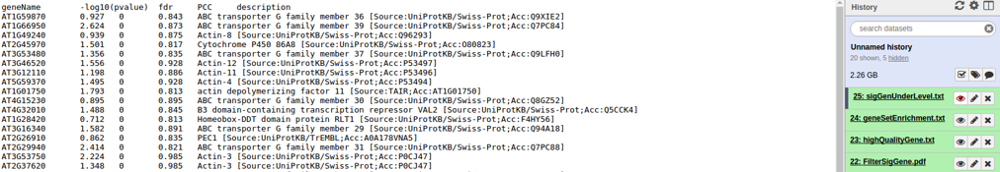 geneName -log10(pvalue) fdr PCC description
AT1G59870 0.927 0 0.843 ABC transporter G family member 36 [Source:UniProtKB/Swiss-Prot;Acc:Q9XIE2]
AT1G66950 2.624 0 0.873 ABC transporter G family member 39 [Source:UniProtKB/Swiss-Prot;Acc:Q7PC84]
AT1G49240 0.939 0 0.875 Actin-8 [Source:UniProtKB/Swiss-Prot;Acc:Q96293]
AT2G45970 1.501 0 0.817 Cytochrome P450 86A8 [Source:UniProtKB/Swiss-Prot;Acc:O80823]
AT3G53480 1.356 0 0.835 ABC transporter G family member 37 [Source:UniProtKB/Swiss-Prot;Acc:Q9LFH0]
AT3G46520 1.556 0 0.928 Actin-12 [Source:UniProtKB/Swiss-Prot;Acc:P53497]
AT3G12110 1.198 0 0.886 Actin-11 [Source:UniProtKB/Swiss-Prot;Acc:P53496]
AT5G59370 1.495 0 0.928 Actin-4 [Source:UniProtKB/Swiss-Prot;Acc:P53494]
AT1G01750 1.793 0 0.813 actin depolymerizing factor 11 [Source:TAIR;Acc:AT1G01750]
AT4G15230 0.895 0 0.895 ABC transporter G family member 30 [Source:UniProtKB/Swiss-Prot;Acc:Q8GZ52]
AT4G32010 1.488 0 0.845 B3 domain-containing transcription repressor VAL2 [Source:UniProtKB/Swiss-Prot;Acc:Q5CCK4]
AT1G28420 0.712 0 0.813 Homeobox-DDT domain protein RLT1 [Source:UniProtKB/Swiss-Prot;Acc:F4HY56]
AT3G16340 1.582 0 0.891 ABC transporter G family member 29 [Source:UniProtKB/Swiss-Prot;Acc:Q94A18]
AT2G26910 0.862 0 0.835 PEC1 [Source:UniProtKB/TrEMBL;Acc:A0A178VNA5]
AT2G29940 2.414 0 0.821 ABC transporter G family member 31 [Source:UniProtKB/Swiss-Prot;Acc:Q7PC88]
AT3G53750 2.224 0 0.985 Actin-3 [Source:UniProtKB/Swiss-Prot;Acc:P0CJ47]
AT2G37620 1.348 0 0.985 Actin-3 [Source:UniProtKB/Swiss-Prot;Acc:P0CJ47]
History
search datasets
Unnamed history
20 shown, 5 hidden
2.26 GB
25: sigGenUnderLevel.txt
24: geneSetEnrichment.txt
23: highQualityGene.txt
22: FilterSigGene.pdf